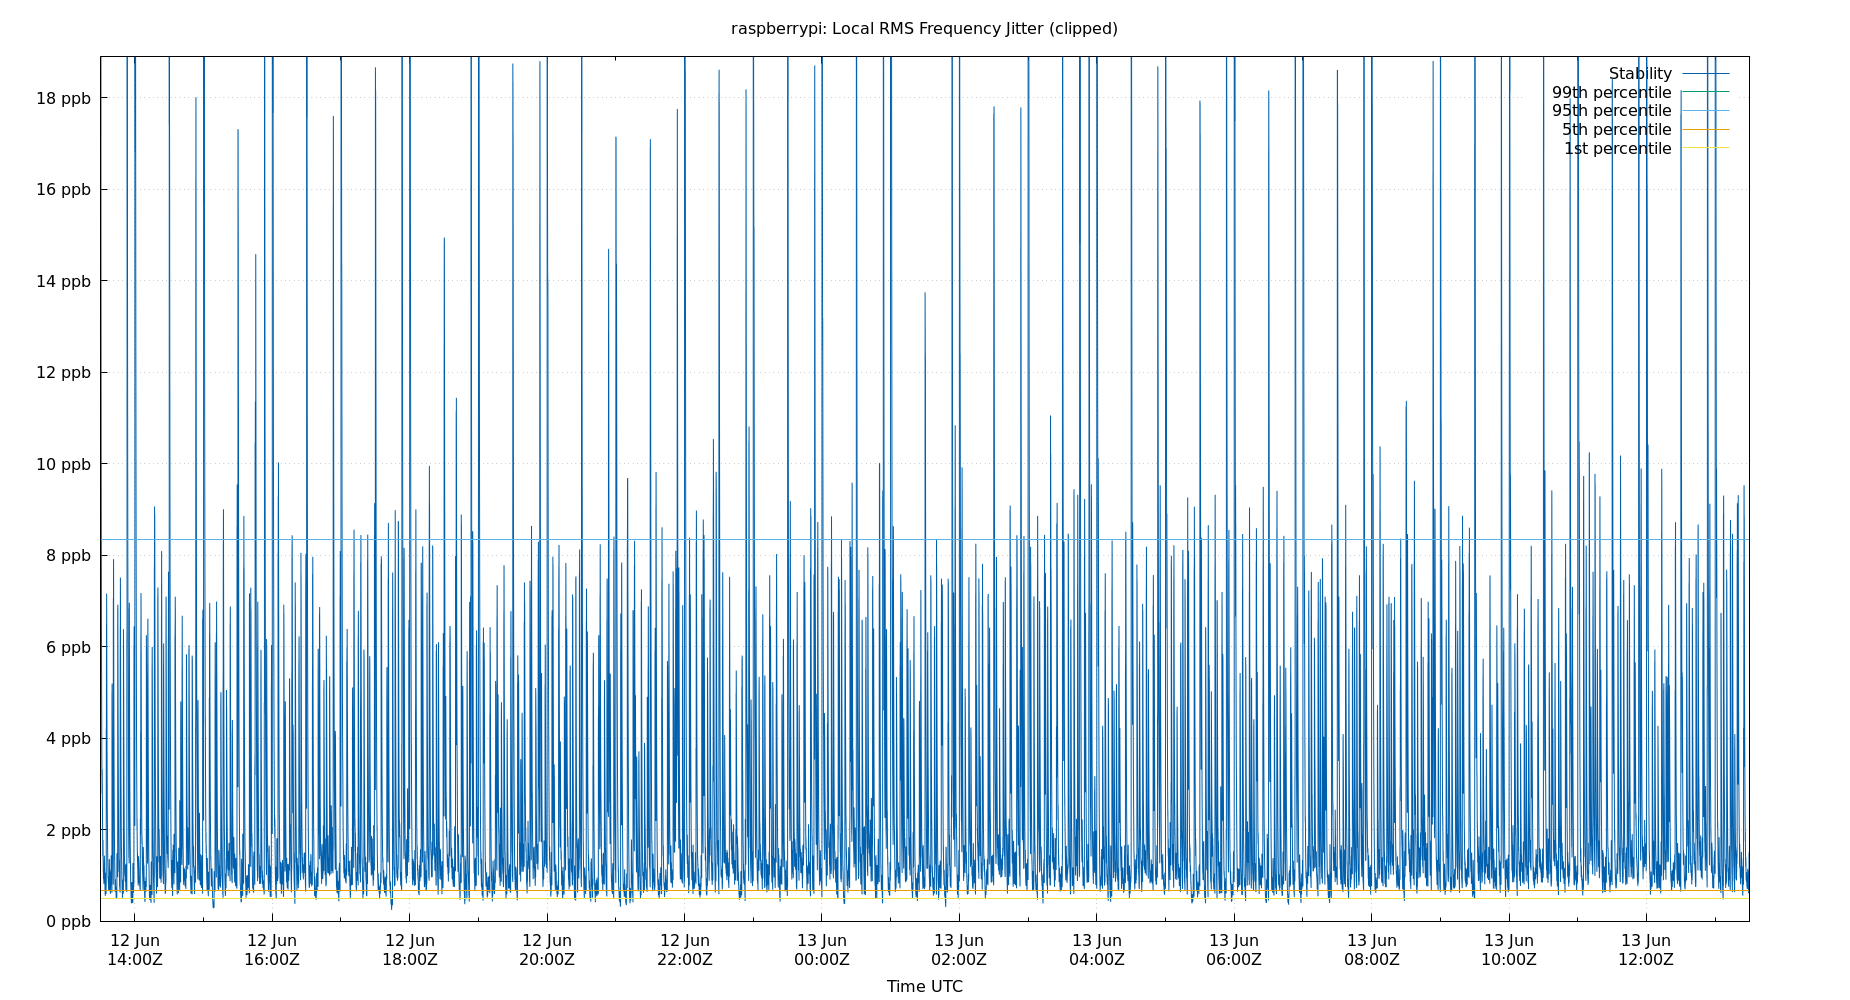 raspberrypi: Local RMS Frequency Jitter (clipped)
Stability
99th percentile
95th percentile
5th percentile
1st percentile
18 ppb
16 ppb
14 ppb
12 ppb
10 ppb
8 ppb
6 ppb
4 ppb
2 ppb
0 ppb
12 Jun 12 Jun 12 Jun 12 Jun 12 Jun 13 Jun 13 Jun 13 Jun 13 Jun 13 Jun 13 Jun 13 Jun
14:00Z 16:00Z 18:00Z 20:00Z 22:00Z 00:00Z 02:00Z 04:00Z 06:00Z 08:00Z 10:00Z 12:00Z
Time UTC